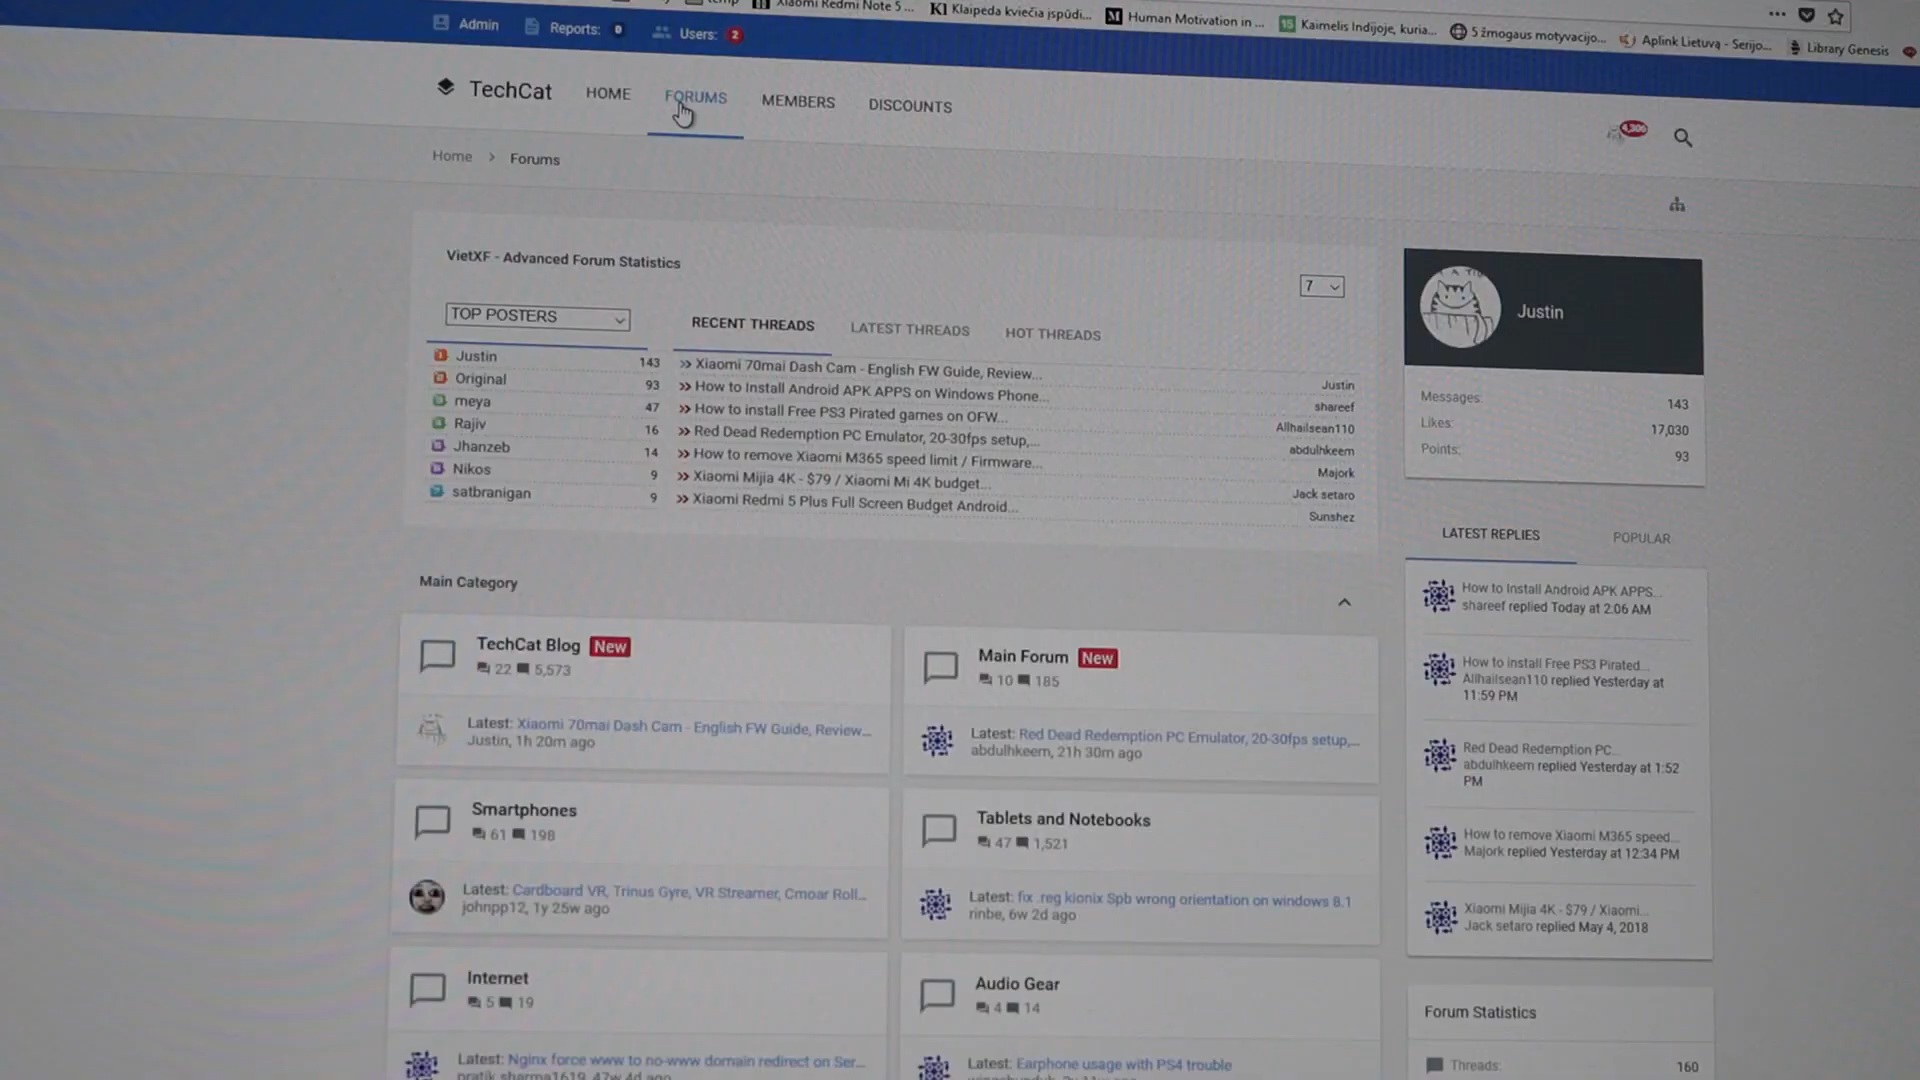 Xiaomi Redmi Note 5 ...
Klaipėda kviečia įspūdi...
Human Motivation in ...
Kaimelis Indijoje, kuria...
5 žmogaus motyvacijo...
Aplink Lietuvą - Serijo...
Library Genesis
Admin
Reports: 0
Users: 2
TechCat
HOME
FORUMS
MEMBERS
DISCOUNTS
4,306
Home > Forums
VietXF - Advanced Forum Statistics
7
TOP POSTERS
RECENT THREADS
LATEST THREADS
HOT THREADS
Justin 143
Original 93
meya 47
Rajiv 16
Jhanzeb 14
Nikos 9
satbranigan 9
>> Xiaomi 70mai Dash Cam - English FW Guide, Review... Justin
>> How to Install Android APK APPS on Windows Phone... shareef
>> How to install Free PS3 Pirated games on OFW... Allhailsean110
>> Red Dead Redemption PC Emulator, 20-30fps setup,... abdulhkeem
>> How to remove Xiaomi M365 speed limit / Firmware... Majork
>> Xiaomi Mijia 4K - $79 / Xiaomi Mi 4K budget... Jack setaro
>> Xiaomi Redmi 5 Plus Full Screen Budget Android... Sunshez
Justin
Messages: 143
Likes: 17,030
Points: 93
LATEST REPLIES
POPULAR
How to Install Android APK APPS...
shareef replied Today at 2:06 AM
How to install Free PS3 Pirated...
Allhailsean110 replied Yesterday at
11:59 PM
Red Dead Redemption PC...
abdulhkeem replied Yesterday at 1:52
PM
How to remove Xiaomi M365 speed...
Majork replied Yesterday at 12:34 PM
Xiaomi Mijia 4K - $79 / Xiaomi...
Jack setaro replied May 4, 2018
Forum Statistics
Threads: 160
Main Category
TechCat Blog New
22 5,573
Latest: Xiaomi 70mai Dash Cam - English FW Guide, Review...
Justin, 1h 20m ago
Main Forum New
10 185
Latest: Red Dead Redemption PC Emulator, 20-30fps setup,...
abdulhkeem, 21h 30m ago
Smartphones
61 198
Latest: Cardboard VR, Trinus Gyre, VR Streamer, Cmoar Roll...
johnpp12, 1y 25w ago
Tablets and Notebooks
47 1,521
Latest: fix .reg kionix Spb wrong orientation on windows 8.1
rinbe, 6w 2d ago
Internet
5 19
Latest: Nginx force www to no-www domain redirect on Ser...
pratik.sharma1619, 47w 4d ago
Audio Gear
4 14
Latest: Earphone usage with PS4 trouble